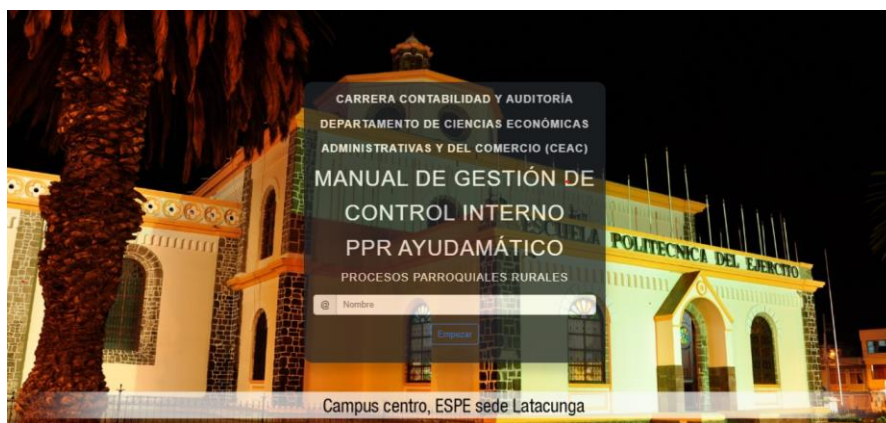 CARRERA CONTABILIDAD Y AUDITORÍA
DEPARTAMENTO DE CIENCIAS ECONÓMICAS
ADMINISTRATIVAS Y DEL COMERCIO (CEAC)
MANUAL DE GESTIÓN DE
CONTROL INTERNO
PPR AYUDAMÁTICO
PROCESOS PARROQUIALES RURALES
@ Nombre
Empezar
ESCUELA POLITECNICA DEL EJERCITO
Campus centro, ESPE sede Latacunga